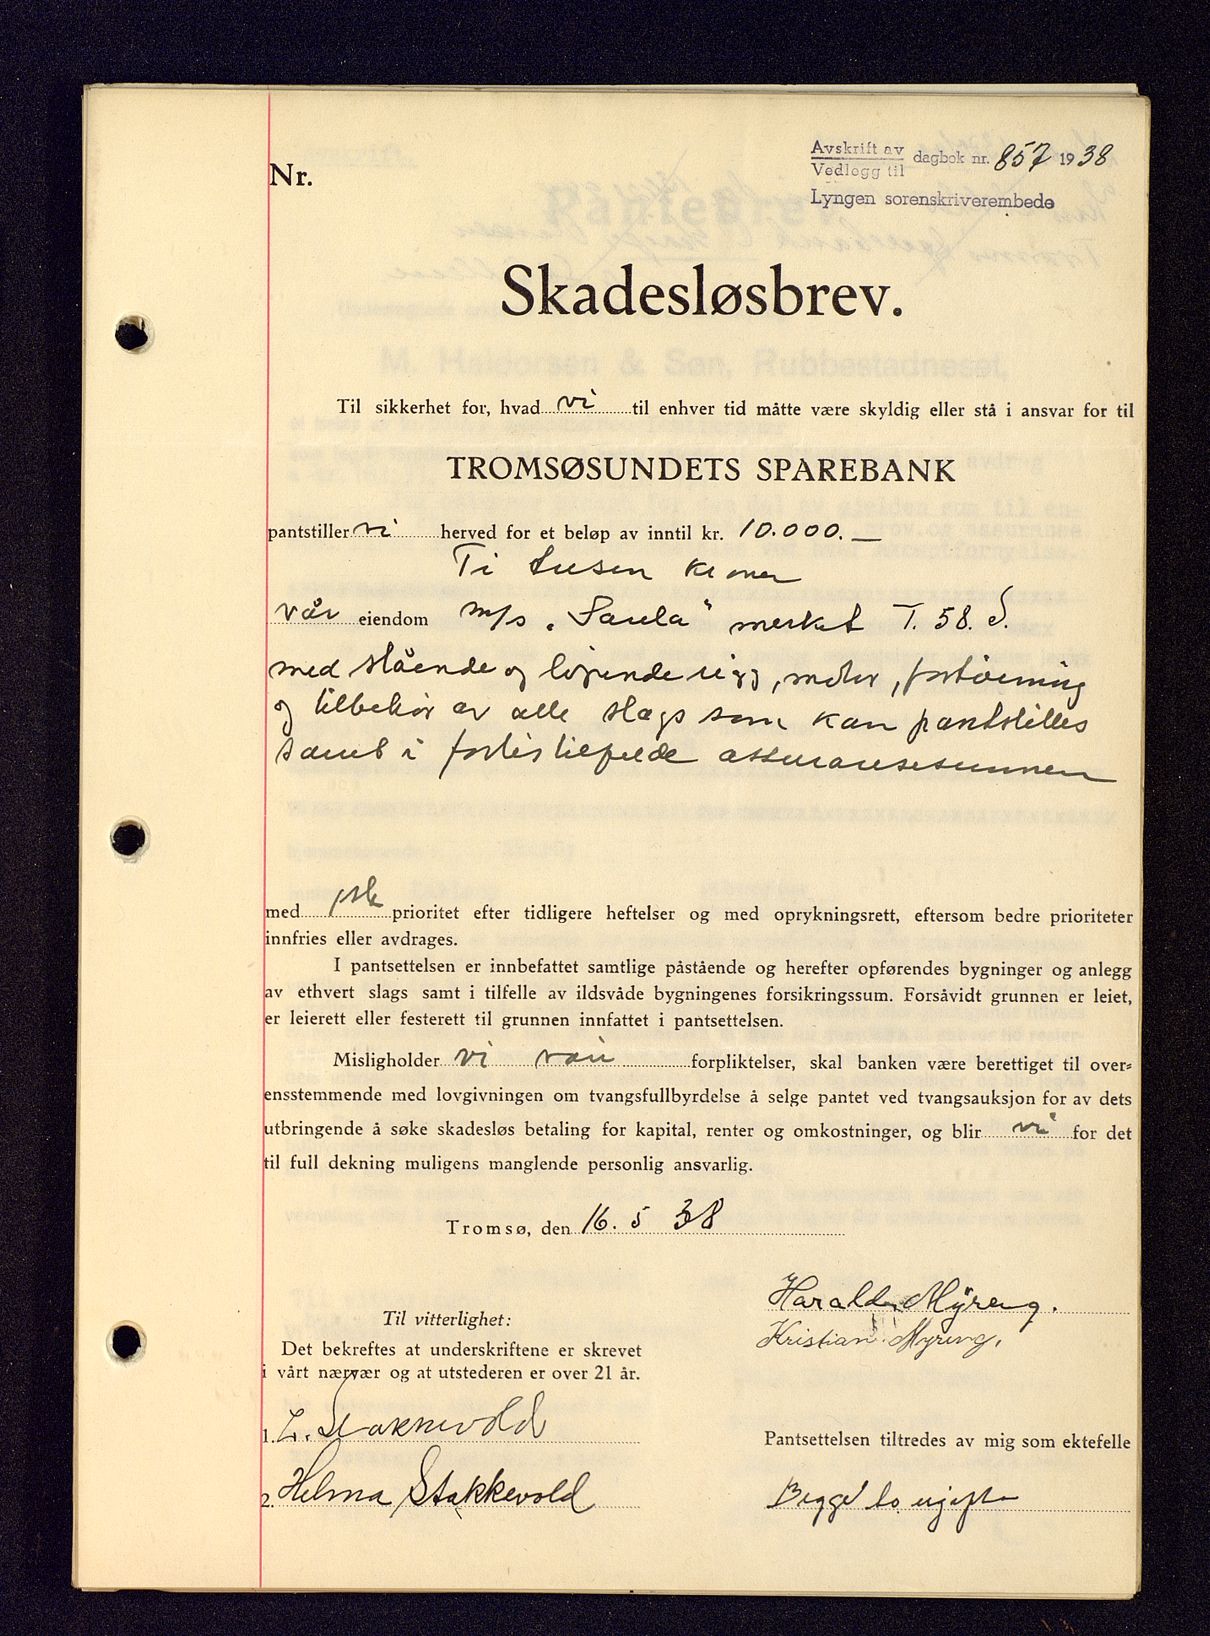 Nr.
Avskrift av
Vedlegg til
dagbok nr. 857 1938
Lyngen sorenskriverembede
Skadesløsbrev.
Til sikkerhet for, hvad vi til enhver tid måtte være skyldig eller stå i ansvar for til
TROMSØSUNDETS SPAREBANK
pantstiller vi herved for et beløp av inntil kr. 10.000.—
Ti tusen kroner
vår eiendom m/s „Saula" merket T. 58. S.
med stående og løpende rigg, motor, fortøining
og tilbehør av alle slags som kan pantstilles
samt i forlistilfelde assuransesummen
med 1ste prioritet efter tidligere heftelser og med oprykningsrett, eftersom bedre prioriteter
innfries eller avdrages.
I pantsettelsen er innbefattet samtlige påstående og herefter opførendes bygninger og anlegg
av ethvert slags samt i tilfelle av ildsvåde bygningenes forsikringssum. Forsåvidt grunnen er leiet,
er leierett eller festerett til grunnen innfattet i pantsettelsen.
Misligholder vi våre forpliktelser, skal banken være berettiget til over-
ensstemmende med lovgivningen om tvangsfullbyrdelse å selge pantet ved tvangsauksjon for av dets
utbringende å søke skadesløs betaling for kapital, renter og omkostninger, og blir vi for det
til full dekning muligens manglende personlig ansvarlig.
Tromsø, den 16. 5 38
Harald Myreng.
Kristian Myreng.
Til vitterlighet:
Det bekreftes at underskriftene er skrevet
i vårt nærvær og at utstederen er over 21 år.
1. L. Stakkevold
2. Helma Stakkevold
Pantsettelsen tiltredes av mig som ektefelle
Begge to ugifte